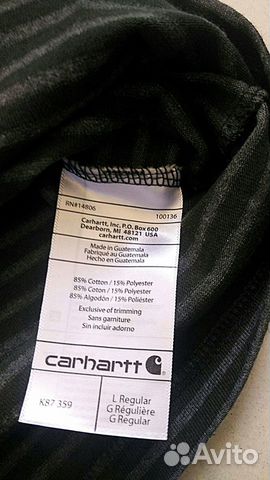 RN#14806 100136
Carhartt, Inc. P.O. Box 600
Dearborn, MI 48121 USA
carhartt.com
Made in Guatemala
Fabriqué au Guatemala
Hecho en Guatemala
85% Cotton / 15% Polyester
85% Coton / 15% Polyester
85% Algodón / 15% Poliéster
Exclusive of trimming
Sans garniture
Sin incluir adorno
carhartt
K87 359
L Regular
G Régulière
G Regular
Avito